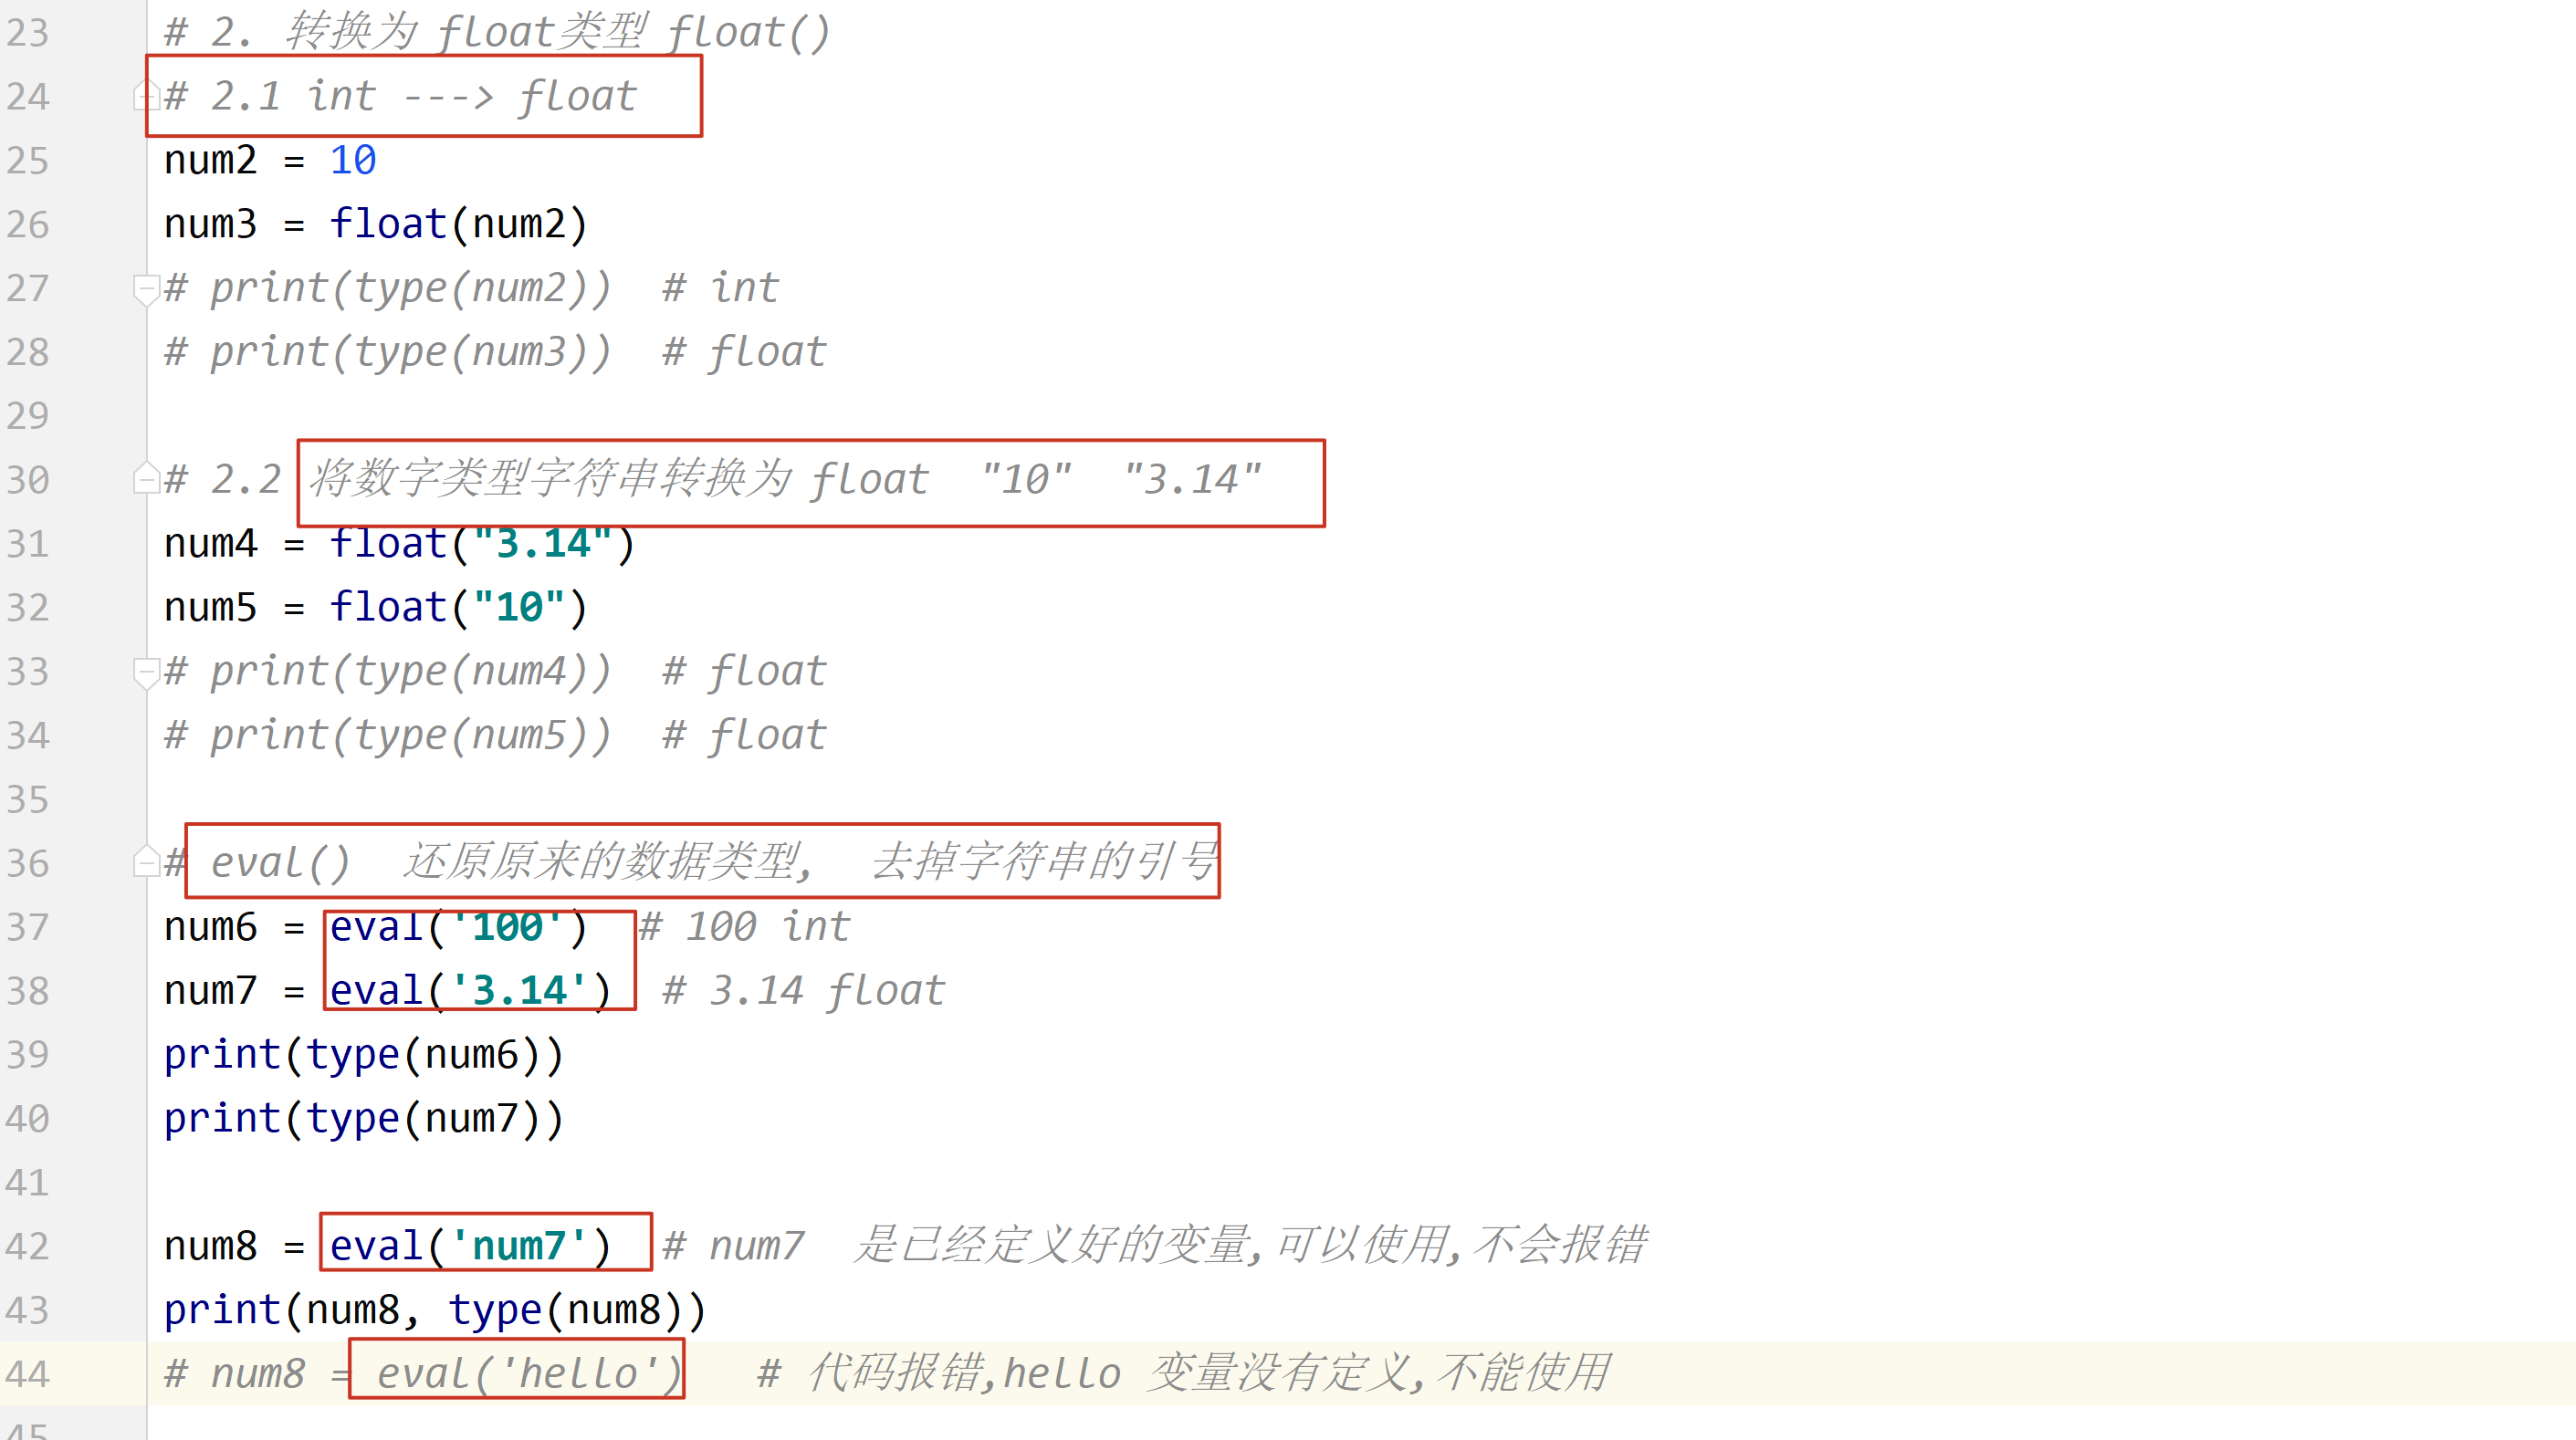 23 # 2. 转换为 float类型 float()
24 # 2.1 int ---> float
25 num2 = 10
26 num3 = float(num2)
27 # print(type(num2))  # int
28 # print(type(num3))  # float
29
30 # 2.2 将数字类型字符串转换为 float  "10"  "3.14"
31 num4 = float("3.14")
32 num5 = float("10")
33 # print(type(num4))  # float
34 # print(type(num5))  # float
35
36 # eval()  还原原来的数据类型,  去掉字符串的引号
37 num6 = eval('100')  # 100 int
38 num7 = eval('3.14')  # 3.14 float
39 print(type(num6))
40 print(type(num7))
41
42 num8 = eval('num7')  # num7  是已经定义好的变量,可以使用,不会报错
43 print(num8, type(num8))
44 # num8 = eval('hello')   # 代码报错,hello 变量没有定义,不能使用
45